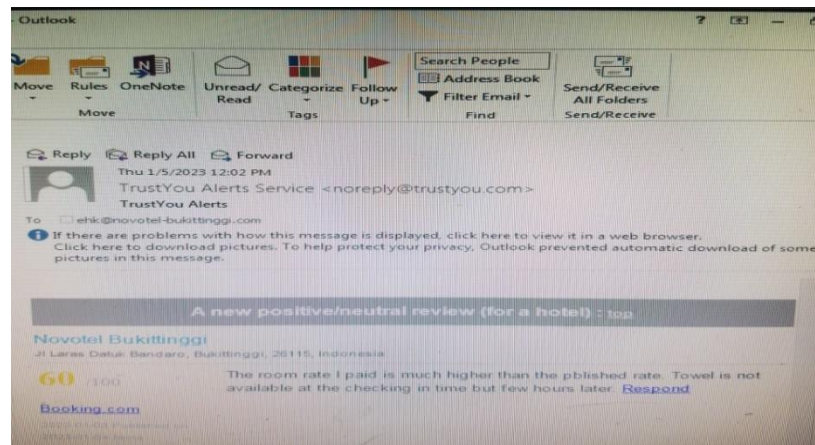 Outlook
?
Search People
Move Rules OneNote Unread/ Categorize Follow Address Book Send/Receive
Read Up Filter Email All Folders
Move Tags Find Send/Receive
Reply Reply All Forward
Thu 1/5/2023 12:02 PM
TrustYou Alerts Service <noreply@trustyou.com>
TrustYou Alerts
To ehk@novotel-bukittinggi.com
If there are problems with how this message is displayed, click here to view it in a web browser.
Click here to download pictures. To help protect your privacy, Outlook prevented automatic download of some
pictures in this message.
A new positive/neutral review (for a hotel) : top
Novotel Bukittinggi
Jl Laras Datuk Bandaro, Bukittinggi, 26115, Indonesia
60 /100
The room rate I paid is much higher than the pblished rate. Towel is not
available at the checking in time but few hours later. Respond
Booking.com